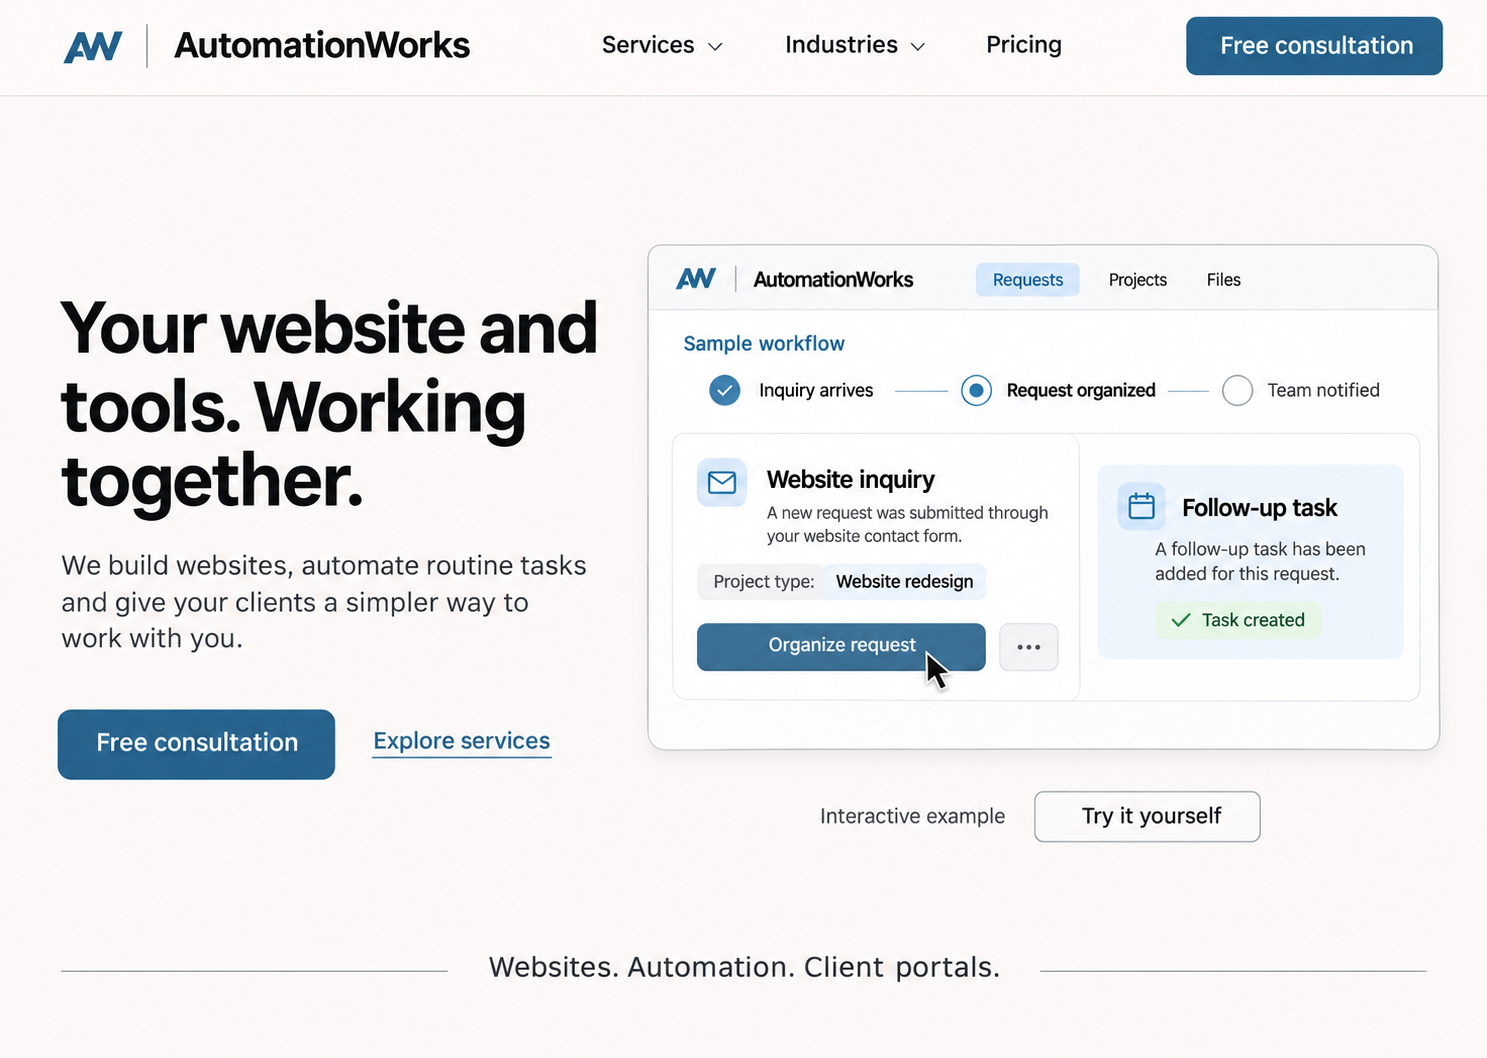 AW AutomationWorks Services Industries Pricing Free consultation
Your website and
tools. Working
together.
We build websites, automate routine tasks
and give your clients a simpler way to
work with you.
Free consultation Explore services
AW AutomationWorks Requests Projects Files
Sample workflow
Inquiry arrives Request organized Team notified
Website inquiry
A new request was submitted through
your website contact form.
Project type: Website redesign
Organize request
Follow-up task
A follow-up task has been
added for this request.
Task created
Interactive example Try it yourself
Websites. Automation. Client portals.